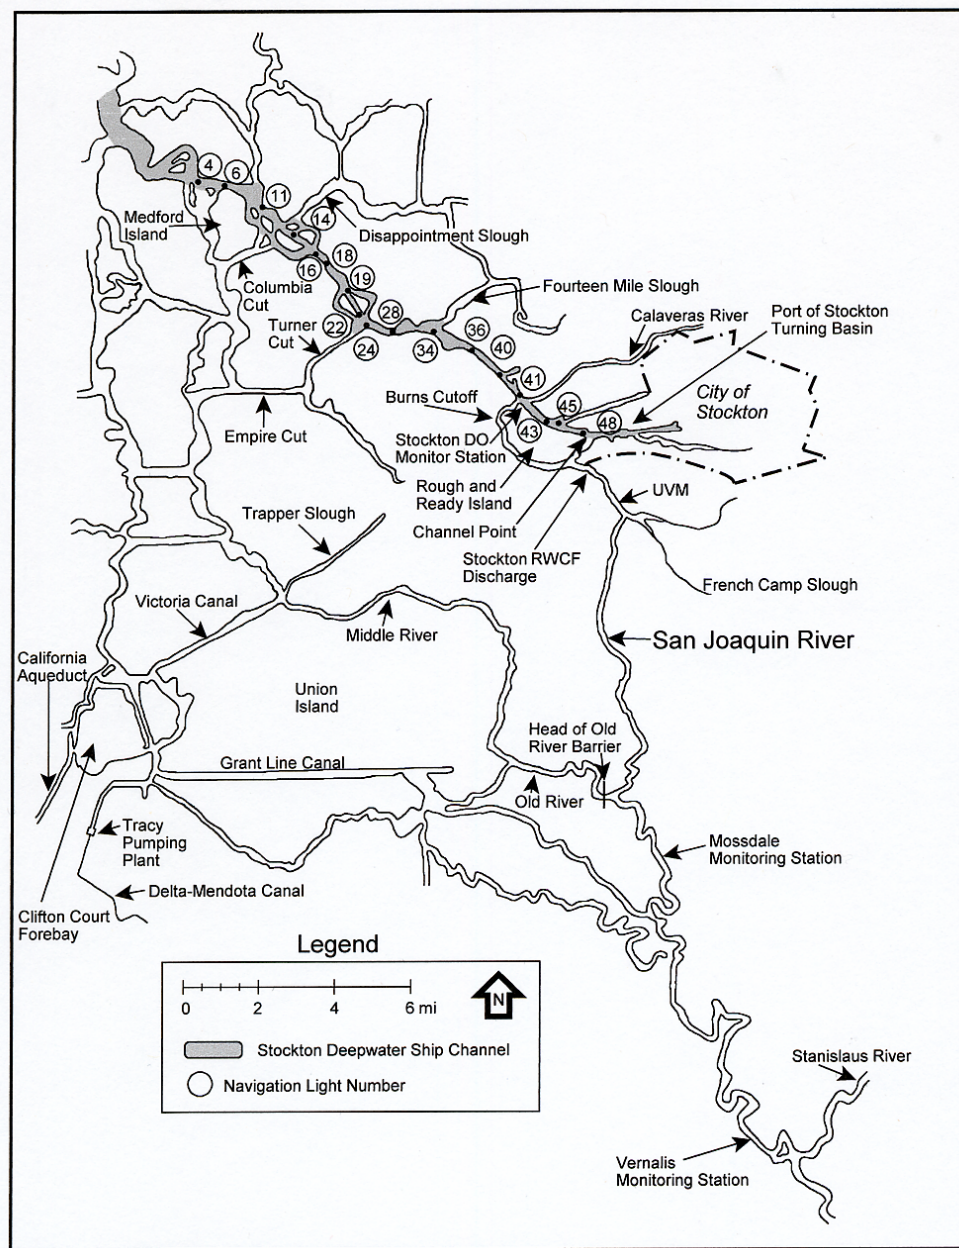 4
6
11
14
Medford
Island
Disappointment Slough
16
18
Columbia
Cut
19
Fourteen Mile Slough
Calaveras River
Port of Stockton
Turning Basin
Turner
Cut
22
28
24
34
36
40
41
City of
Stockton
Burns Cutoff
45
43
48
Empire Cut
Stockton DO
Monitor Station
Rough and
Ready Island
UVM
Channel Point
Trapper Slough
Stockton RWCF
Discharge
French Camp Slough
Victoria Canal
Middle River
San Joaquin River
California
Aqueduct
Union
Island
Head of Old
River Barrier
Grant Line Canal
Old River
Tracy
Pumping
Plant
Mossdale
Monitoring Station
Delta-Mendota Canal
Clifton Court
Forebay
Legend
N
0 2 4 6 mi
Stockton Deepwater Ship Channel
Navigation Light Number
Stanislaus River
Vernalis
Monitoring Station